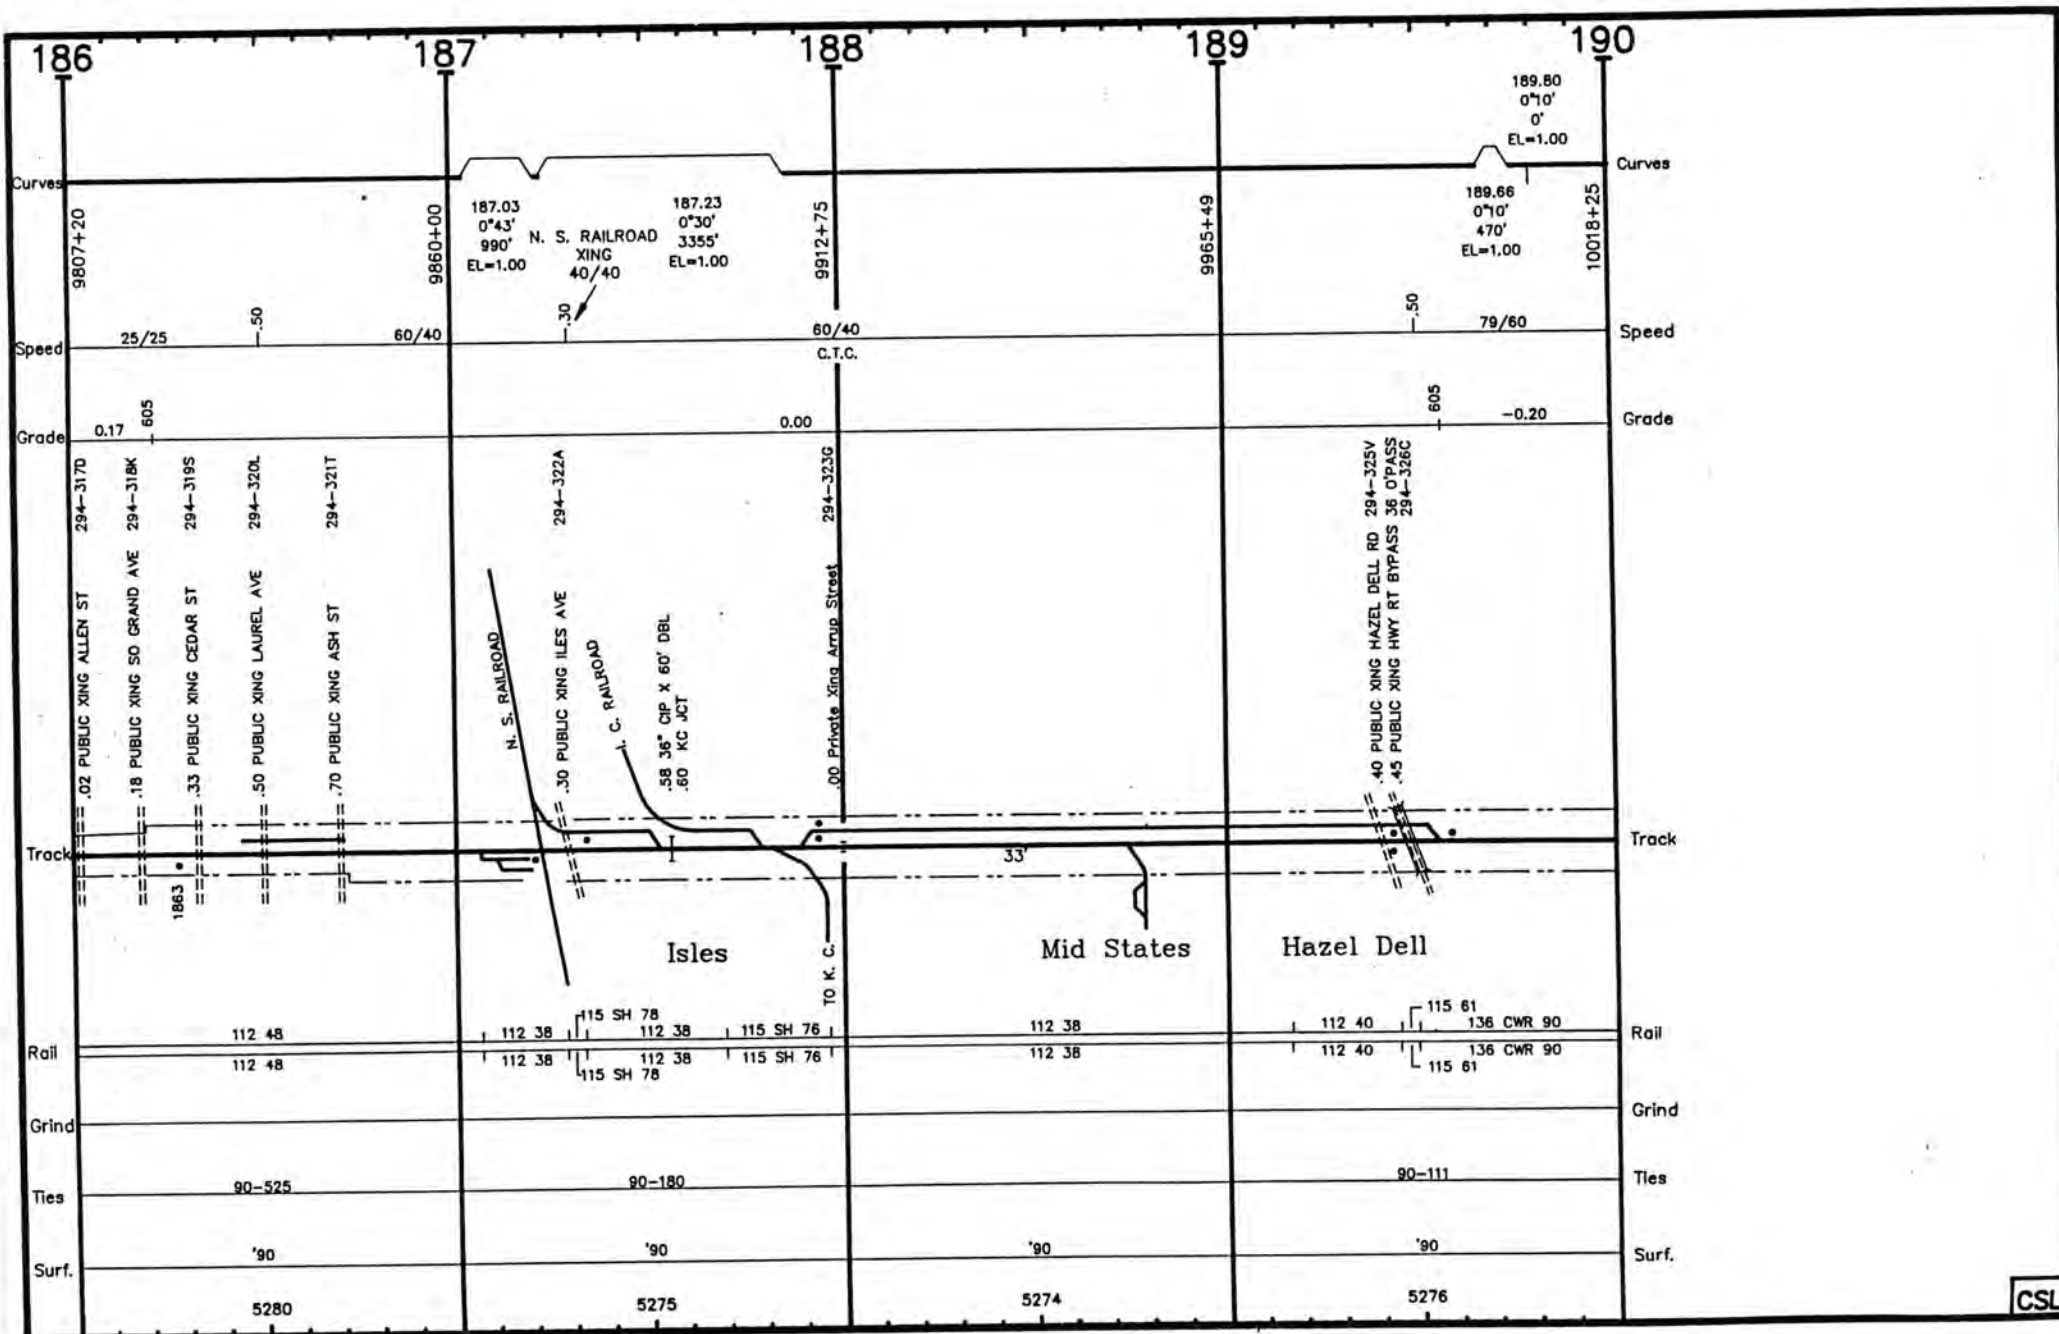 186 187 188 189 190
189.80
0°10'
0'
EL=1.00
Curves Curves
187.03
0°43'
990'
EL=1.00
N. S. RAILROAD
XING
40/40
187.23
0°30'
3355'
EL=1.00
189.66
0°10'
470'
EL=1.00
9807+20
9860+00
9912+75
9965+49
10018+25
Speed 25/25 .50 60/40 .30 60/40 .50 79/60 Speed
C.T.C.
Grade 0.17 605 0.00 605 -0.20 Grade
.02 PUBLIC XING ALLEN ST 294-317D
.18 PUBLIC XING SO GRAND AVE 294-318K
.33 PUBLIC XING CEDAR ST 294-319S
.50 PUBLIC XING LAUREL AVE 294-320L
.70 PUBLIC XING ASH ST 294-321T
N. S. RAILROAD
.30 PUBLIC XING ILES AVE 294-322A
I. C. RAILROAD
.58 36" CIP X 60' DBL
.60 KC JCT
.00 Private Xing Arrup Street 294-323G
.40 PUBLIC XING HAZEL DELL RD 294-325V
.45 PUBLIC XING HWY RT BYPASS 36 O'PASS
294-326C
Track Track
1863
33'
Isles Mid States Hazel Dell
TO K. C.
115 SH 78 115 61
112 48 112 38 112 38 115 SH 76 112 38 112 40 136 CWR 90
Rail Rail
112 48 112 38 112 38 115 SH 76 112 38 112 40 136 CWR 90
115 SH 78 115 61
Grind Grind
Ties 90-525 90-180 90-111 Ties
Surf. '90 '90 '90 '90 Surf.
5280 5275 5274 5276
CSL